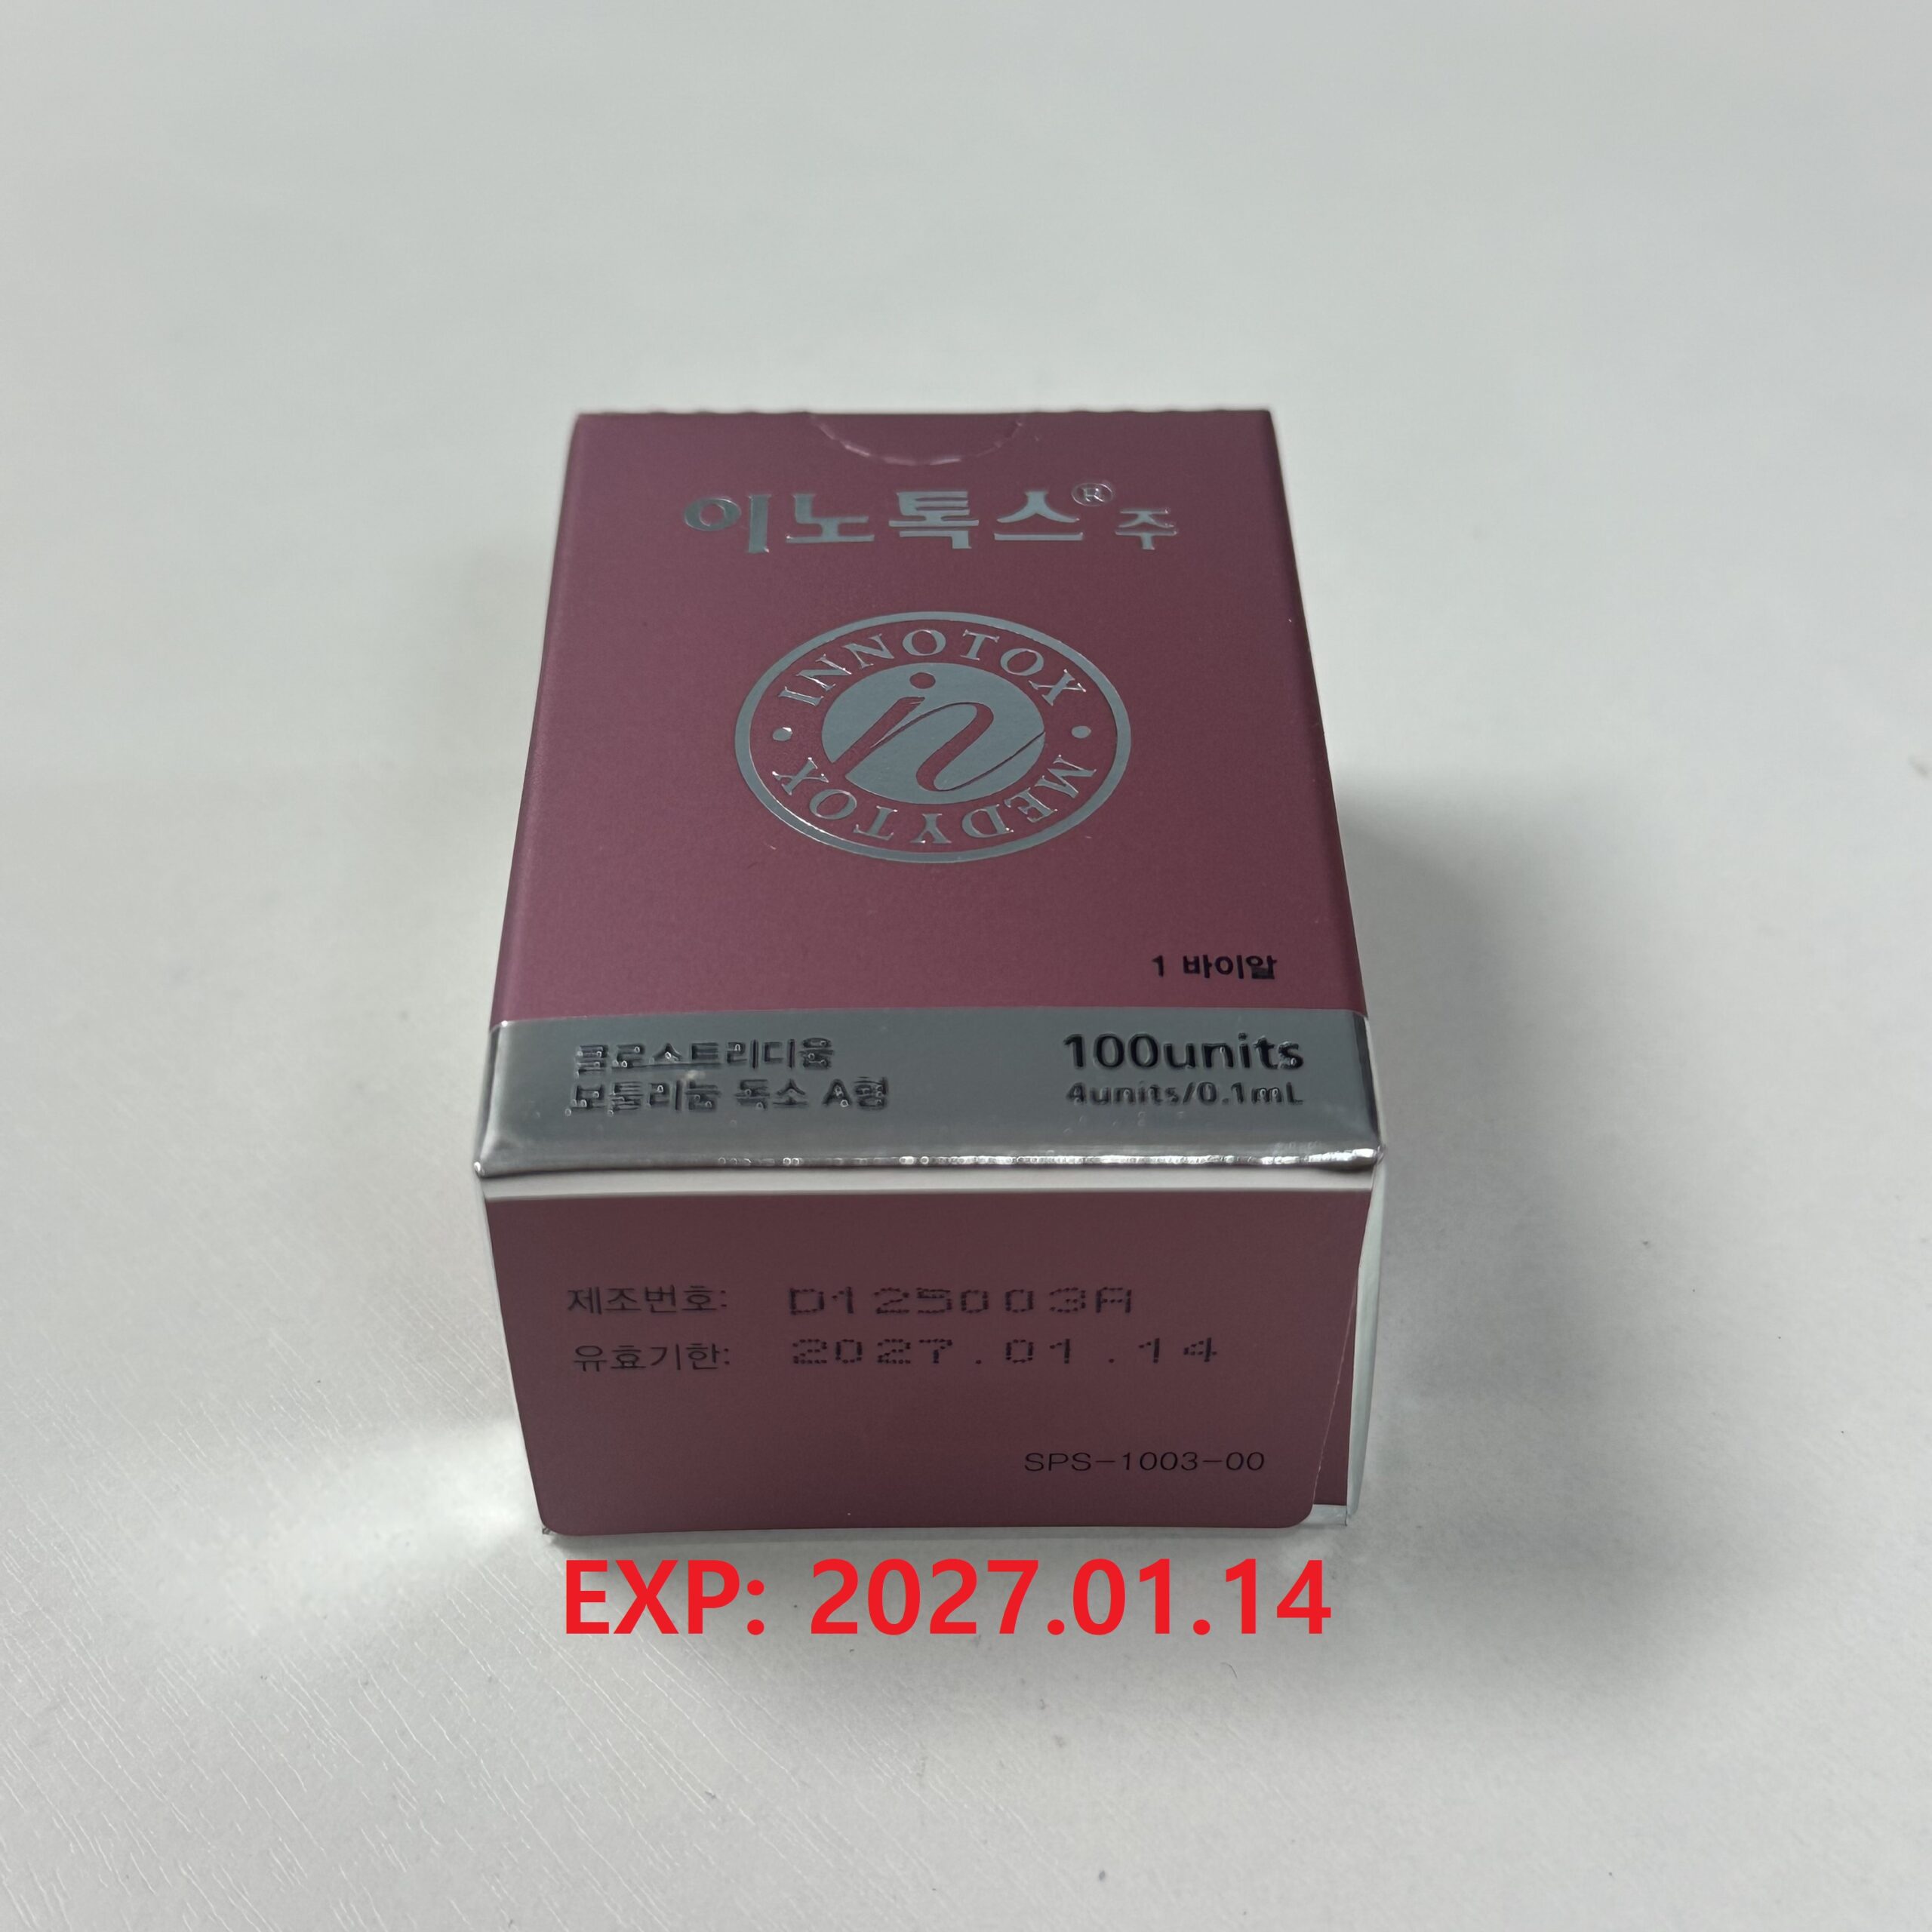 이노톡스® 주
INNOTOX · MEDYTOX ·
in
1 바이알
클로스트리디움
보툴리눔 독소 A형
100units
4units/0.1mL
제조번호: D125003A
유효기한: 2027.01.14
SPS-1003-00
EXP: 2027.01.14